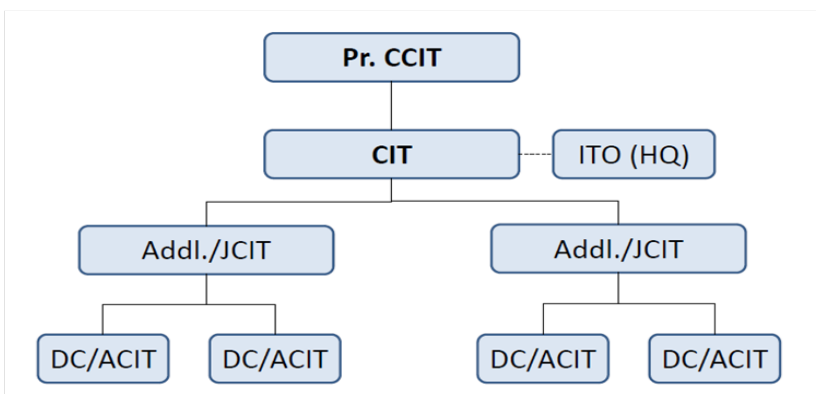 Pr. CCIT
CIT
ITO (HQ)
Addl./JCIT
Addl./JCIT
DC/ACIT
DC/ACIT
DC/ACIT
DC/ACIT